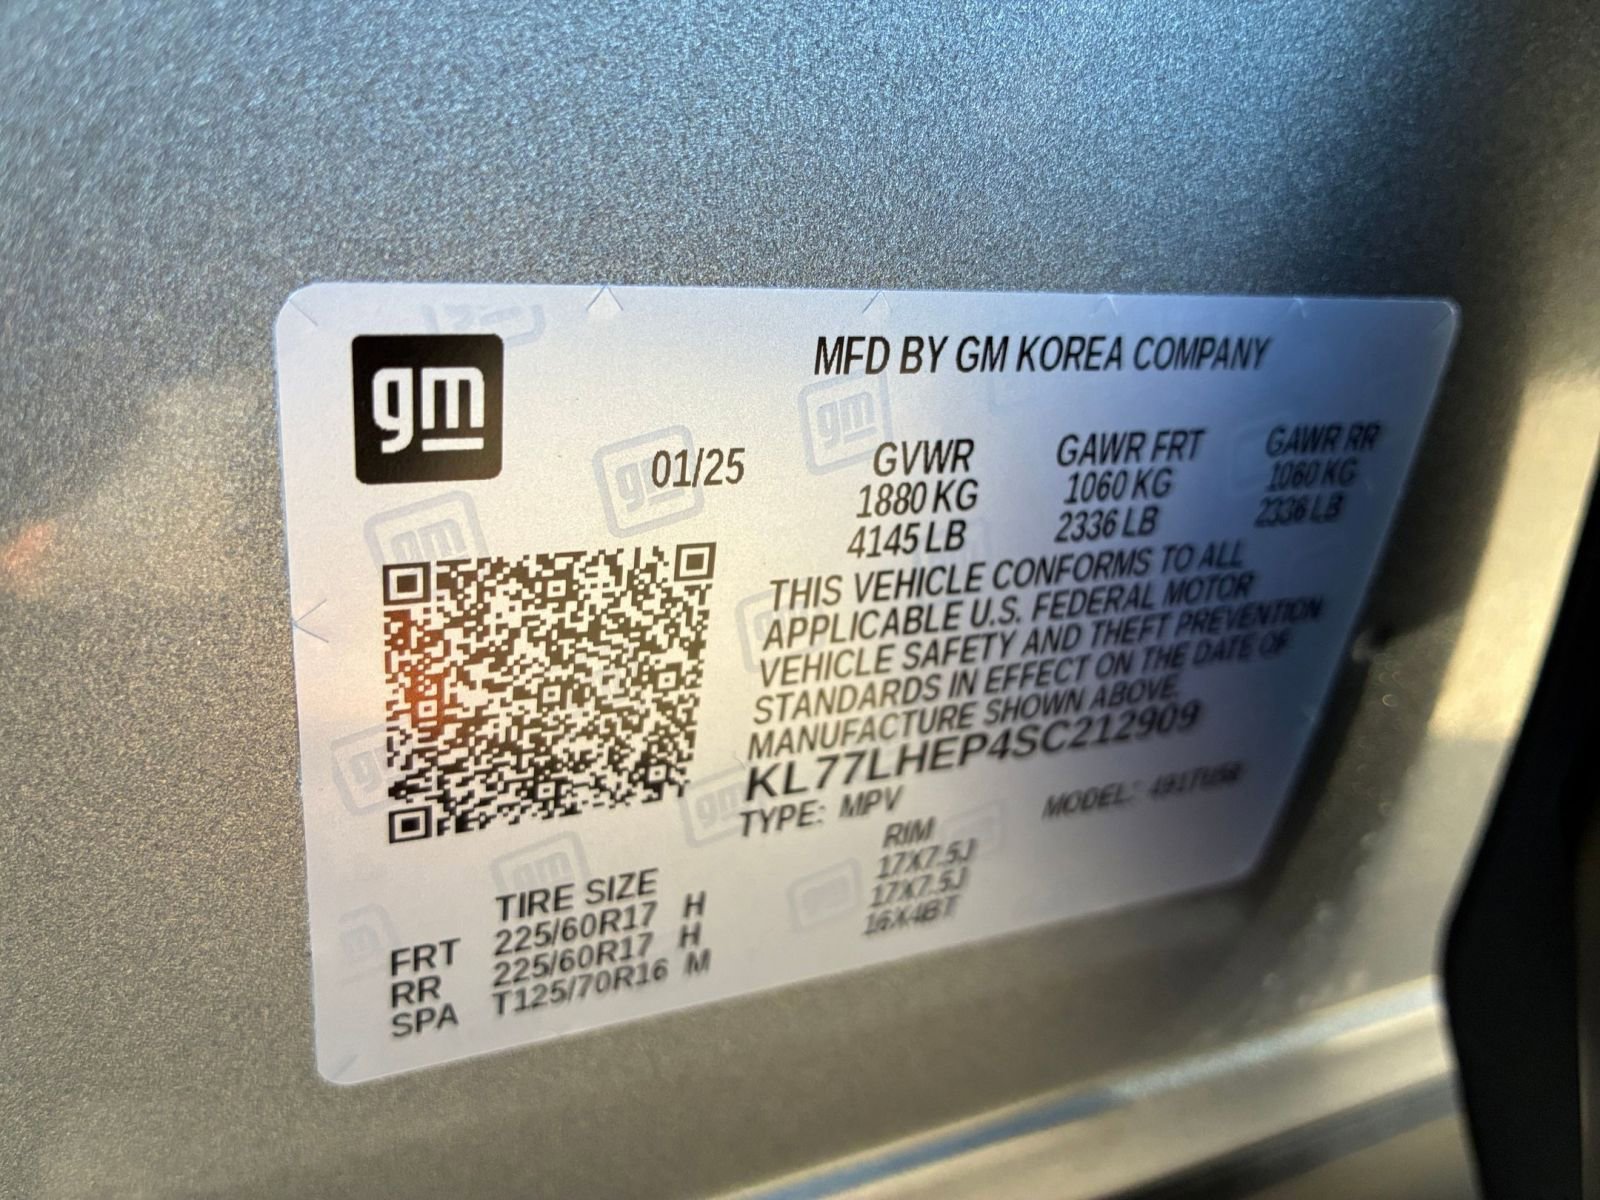 gm
MFD BY GM KOREA COMPANY
01/25
GVWR GAWR FRT GAWR RR
1880 KG 1060 KG 1060 KG
4145 LB 2336 LB 2336 LB
THIS VEHICLE CONFORMS TO ALL
APPLICABLE U.S. FEDERAL MOTOR
VEHICLE SAFETY AND THEFT PREVENTION
STANDARDS IN EFFECT ON THE DATE OF
MANUFACTURE SHOWN ABOVE.
KL77LHEP4SC212909
TYPE: MPV MODEL:
TIRE SIZE RIM
FRT 225/60R17 H 17X7.5J
RR 225/60R17 H 17X7.5J
SPA T125/70R16 M 16X4BT